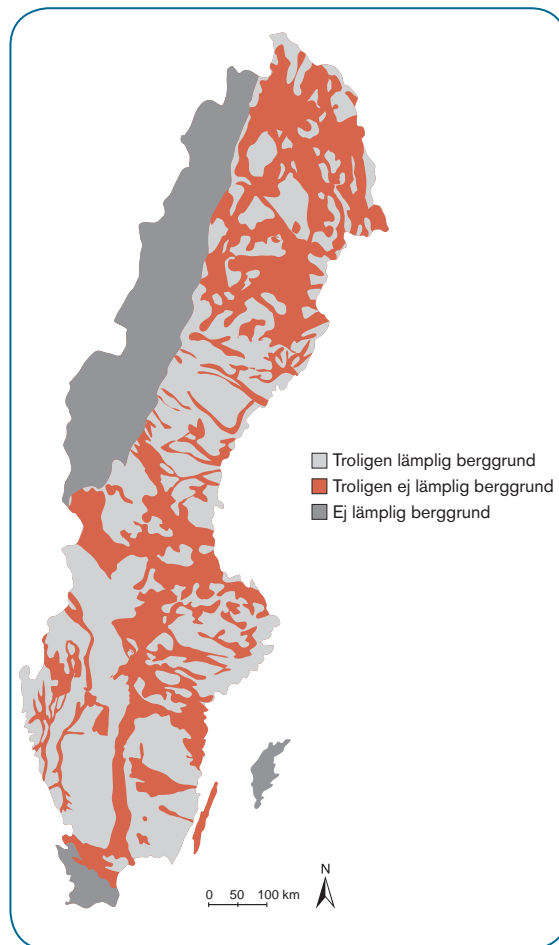 Troligen lämplig berggrund
Troligen ej lämplig berggrund
Ej lämplig berggrund
N
0 50 100 km